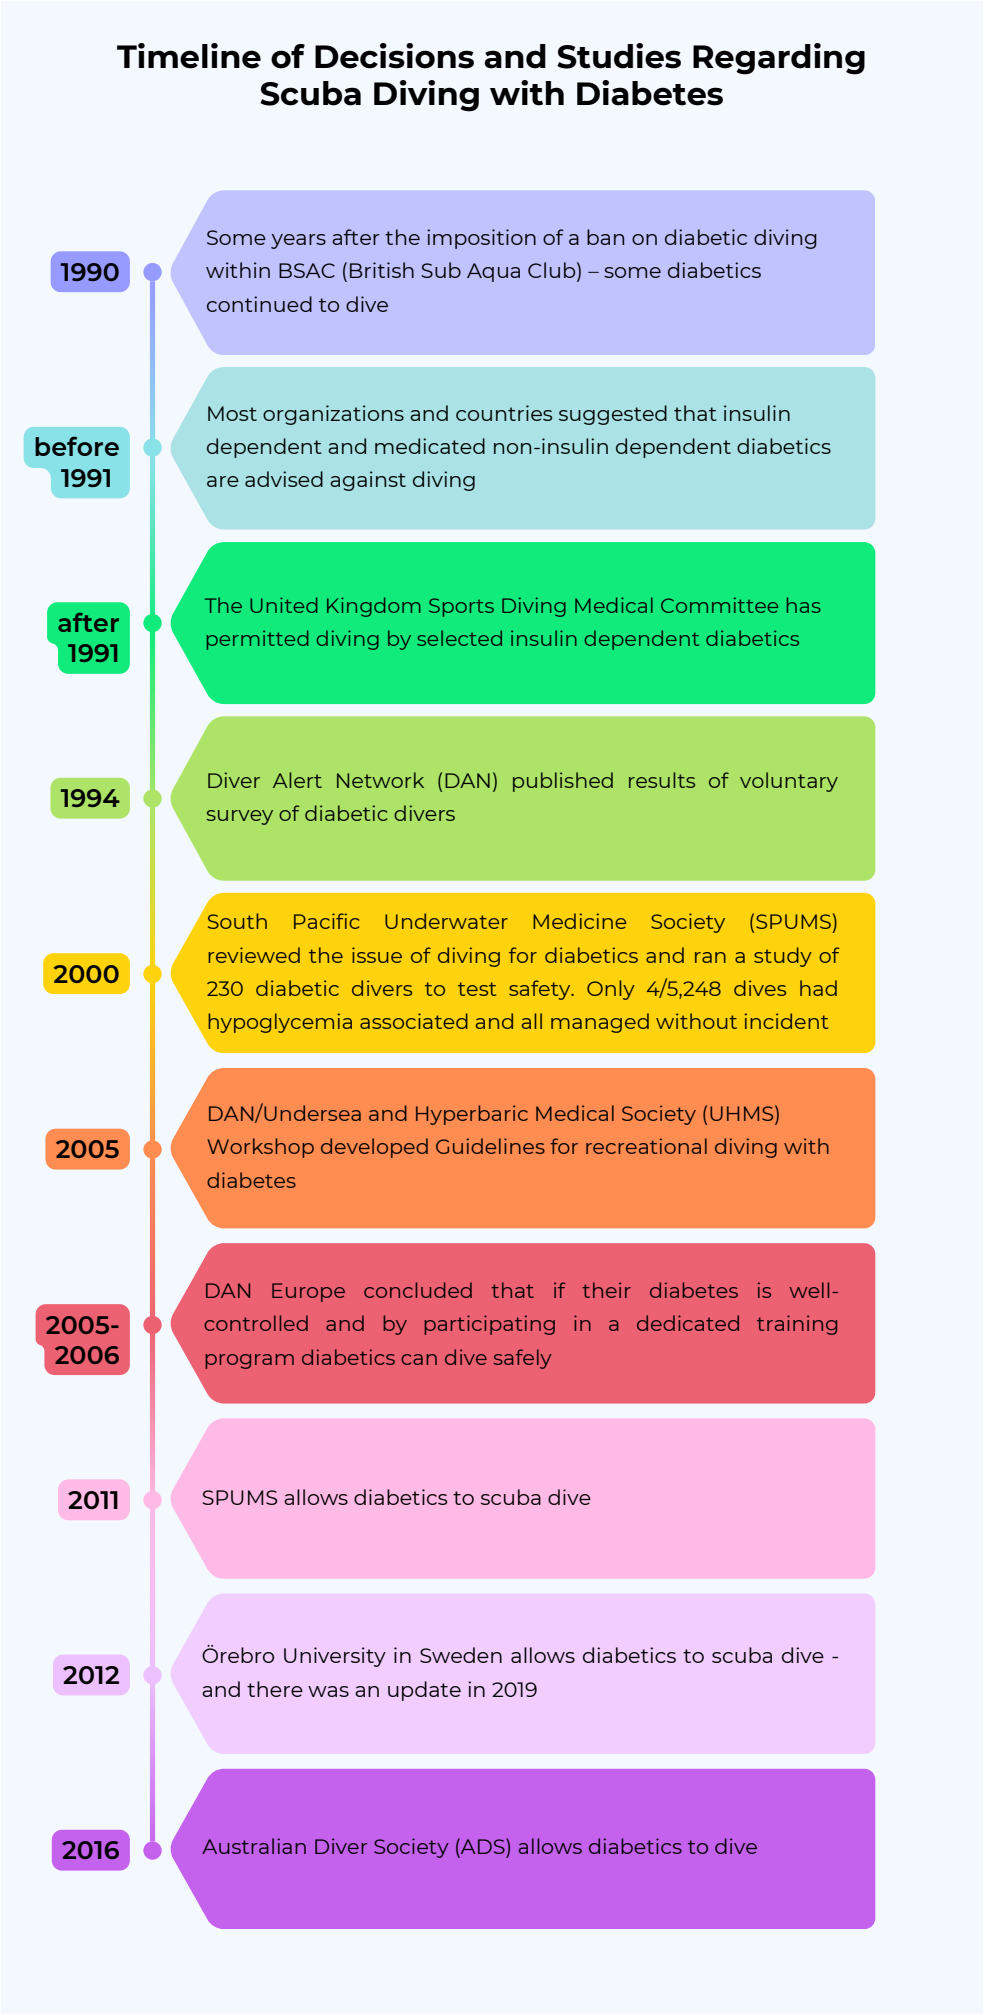 Timeline of Decisions and Studies Regarding
Scuba Diving with Diabetes
1990
Some years after the imposition of a ban on diabetic diving
within BSAC (British Sub Aqua Club) – some diabetics
continued to dive
before
1991
Most organizations and countries suggested that insulin
dependent and medicated non-insulin dependent diabetics
are advised against diving
after
1991
The United Kingdom Sports Diving Medical Committee has
permitted diving by selected insulin dependent diabetics
1994
Diver Alert Network (DAN) published results of voluntary
survey of diabetic divers
2000
South Pacific Underwater Medicine Society (SPUMS)
reviewed the issue of diving for diabetics and ran a study of
230 diabetic divers to test safety. Only 4/5,248 dives had
hypoglycemia associated and all managed without incident
2005
DAN/Undersea and Hyperbaric Medical Society (UHMS)
Workshop developed Guidelines for recreational diving with
diabetes
2005-
2006
DAN Europe concluded that if their diabetes is well-
controlled and by participating in a dedicated training
program diabetics can dive safely
2011
SPUMS allows diabetics to scuba dive
2012
Örebro University in Sweden allows diabetics to scuba dive -
and there was an update in 2019
2016
Australian Diver Society (ADS) allows diabetics to dive